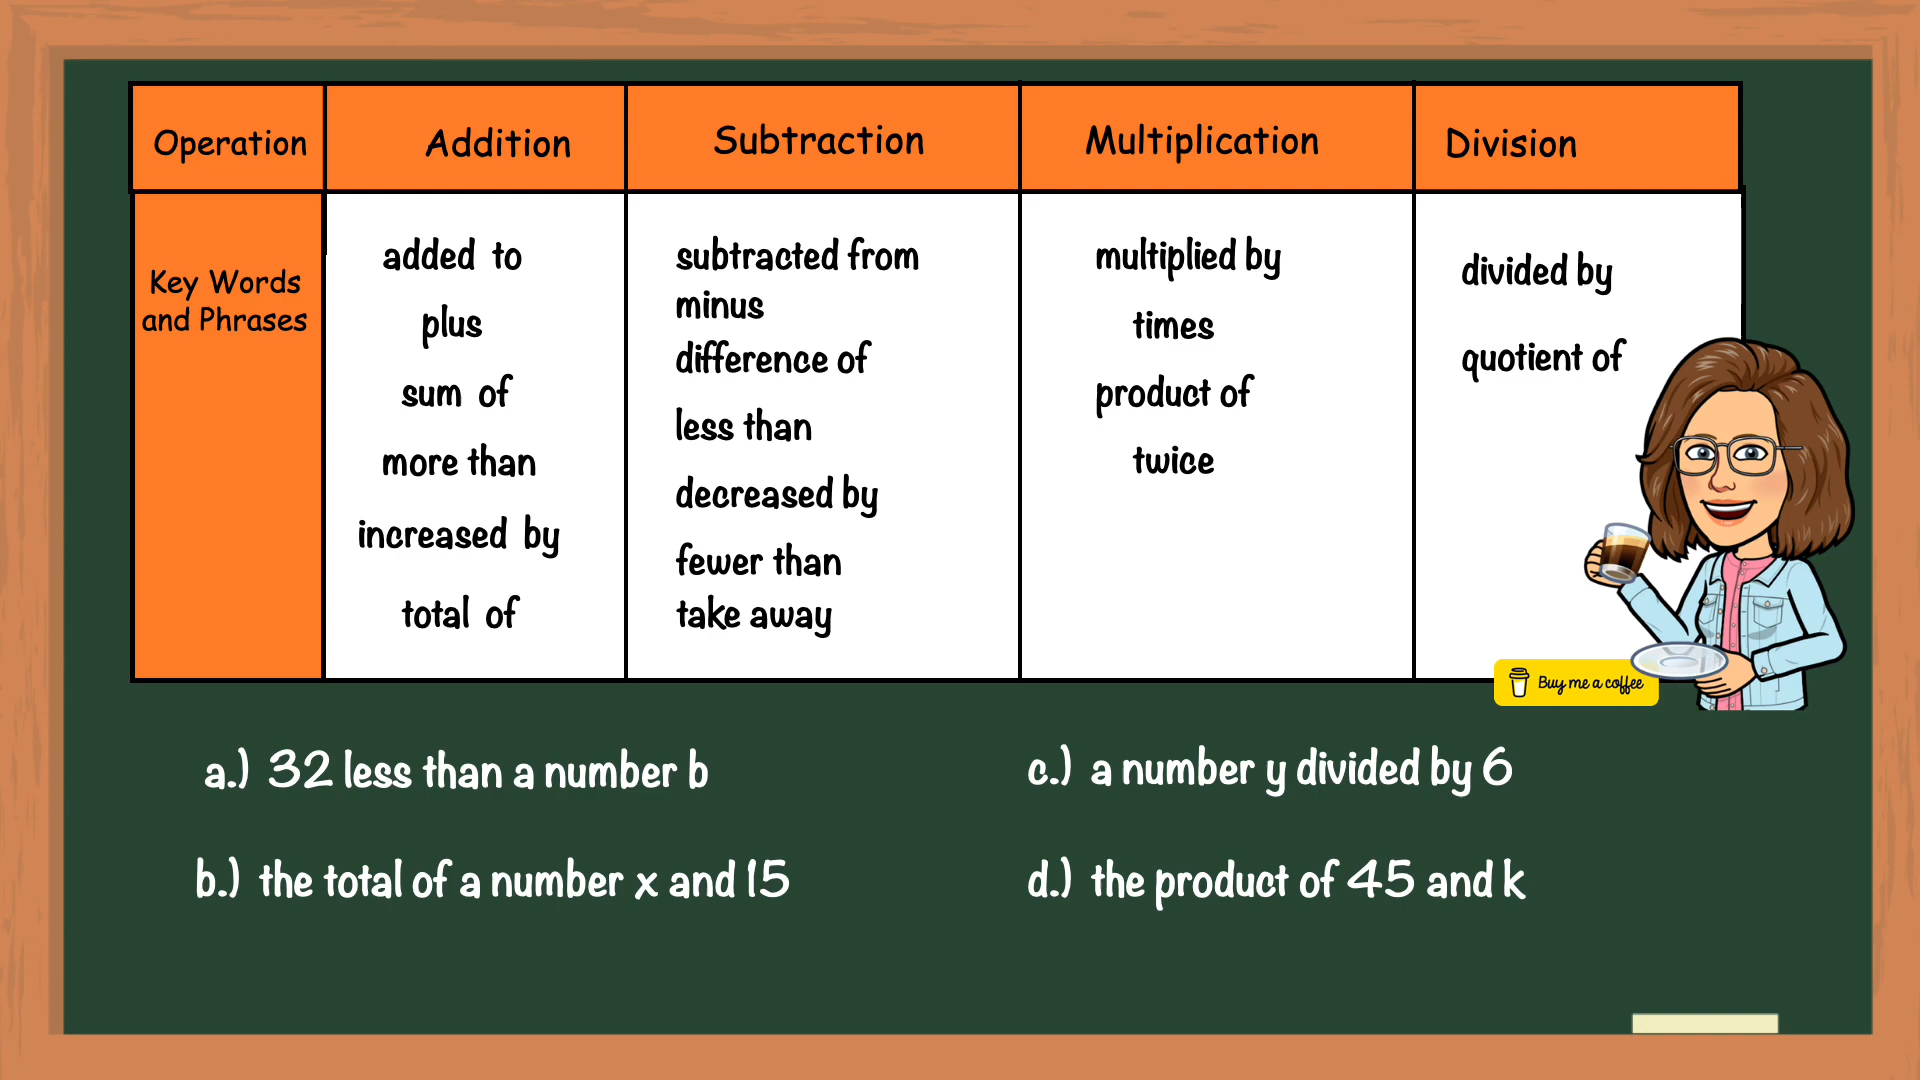 Operation
Addition
Subtraction
Multiplication
Division
Key Words
and Phrases
added to
plus
sum of
more than
increased by
total of
subtracted from
minus
difference of
less than
decreased by
fewer than
take away
multiplied by
times
product of
twice
divided by
quotient of
Buy me a coffee
a.) 32 less than a number b
b.) the total of a number x and 15
c.) a number y divided by 6
d.) the product of 45 and k